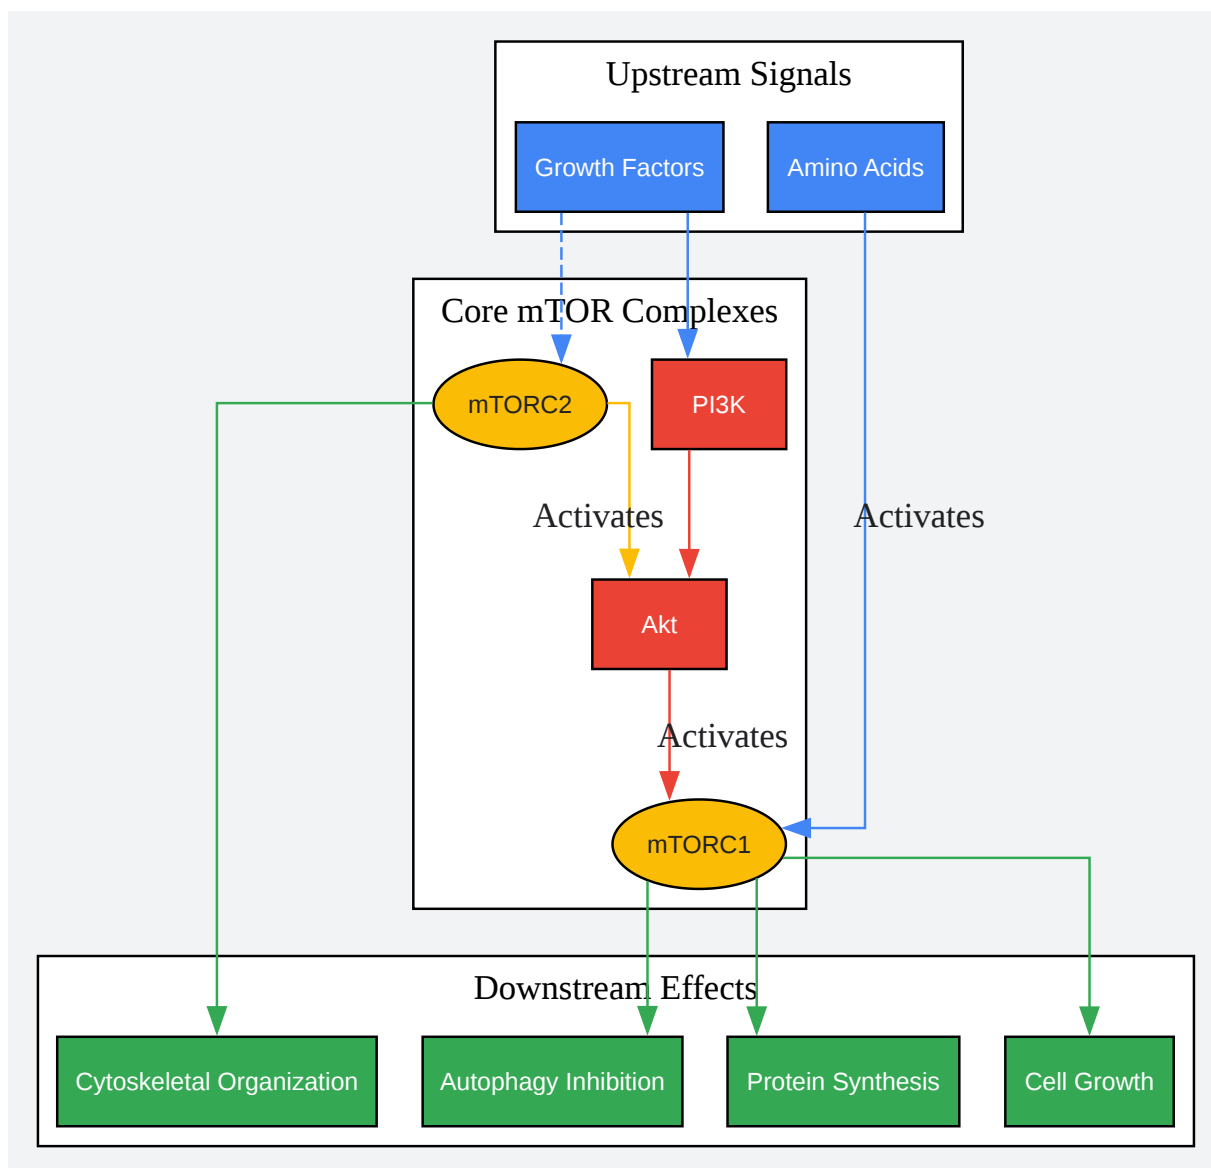 Upstream Signals
Growth Factors
Amino Acids
Core mTOR Complexes
mTORC2
PI3K
Activates
Activates
Akt
Activates
mTORC1
Downstream Effects
Cytoskeletal Organization
Autophagy Inhibition
Protein Synthesis
Cell Growth